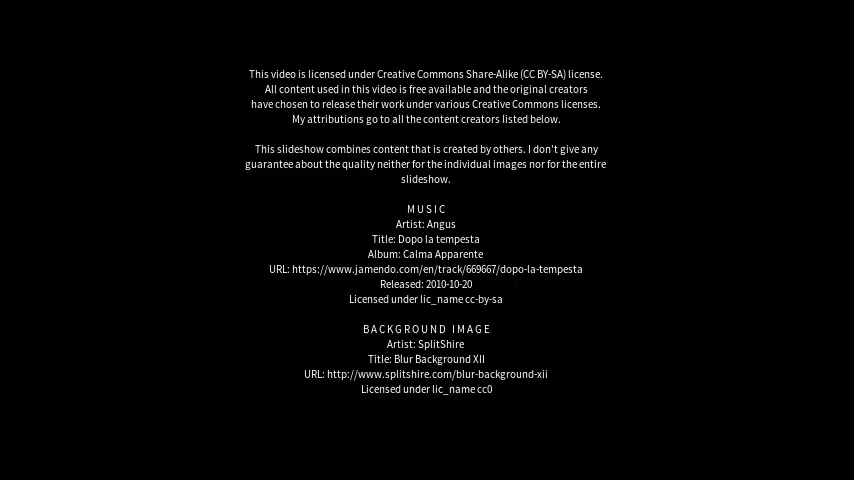 This video is licensed under Creative Commons Share-Alike (CC BY-SA) license.
All content used in this video is free available and the original creators
have chosen to release their work under various Creative Commons licenses.
My attributions go to all the content creators listed below.
This slideshow combines content that is created by others. I don't give any
guarantee about the quality neither for the individual images nor for the entire
slideshow.
MUSIC
Artist: Angus
Title: Dopo la tempesta
Album: Calma Apparente
URL: https://www.jamendo.com/en/track/669667/dopo-la-tempesta
Released: 2010-10-20
Licensed under lic_name cc-by-sa
BACKGROUND IMAGE
Artist: SplitShire
Title: Blur Background XII
URL: http://www.splitshire.com/blur-background-xii
Licensed under lic_name cc0